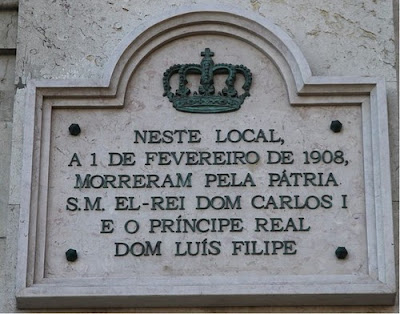 NESTE LOCAL,
A 1 DE FEVEREIRO DE 1908,
MORRERAM PELA PÁTRIA
S.M. EL-REI DOM CARLOS I
E O PRÍNCIPE REAL
DOM LUÍS FILIPE